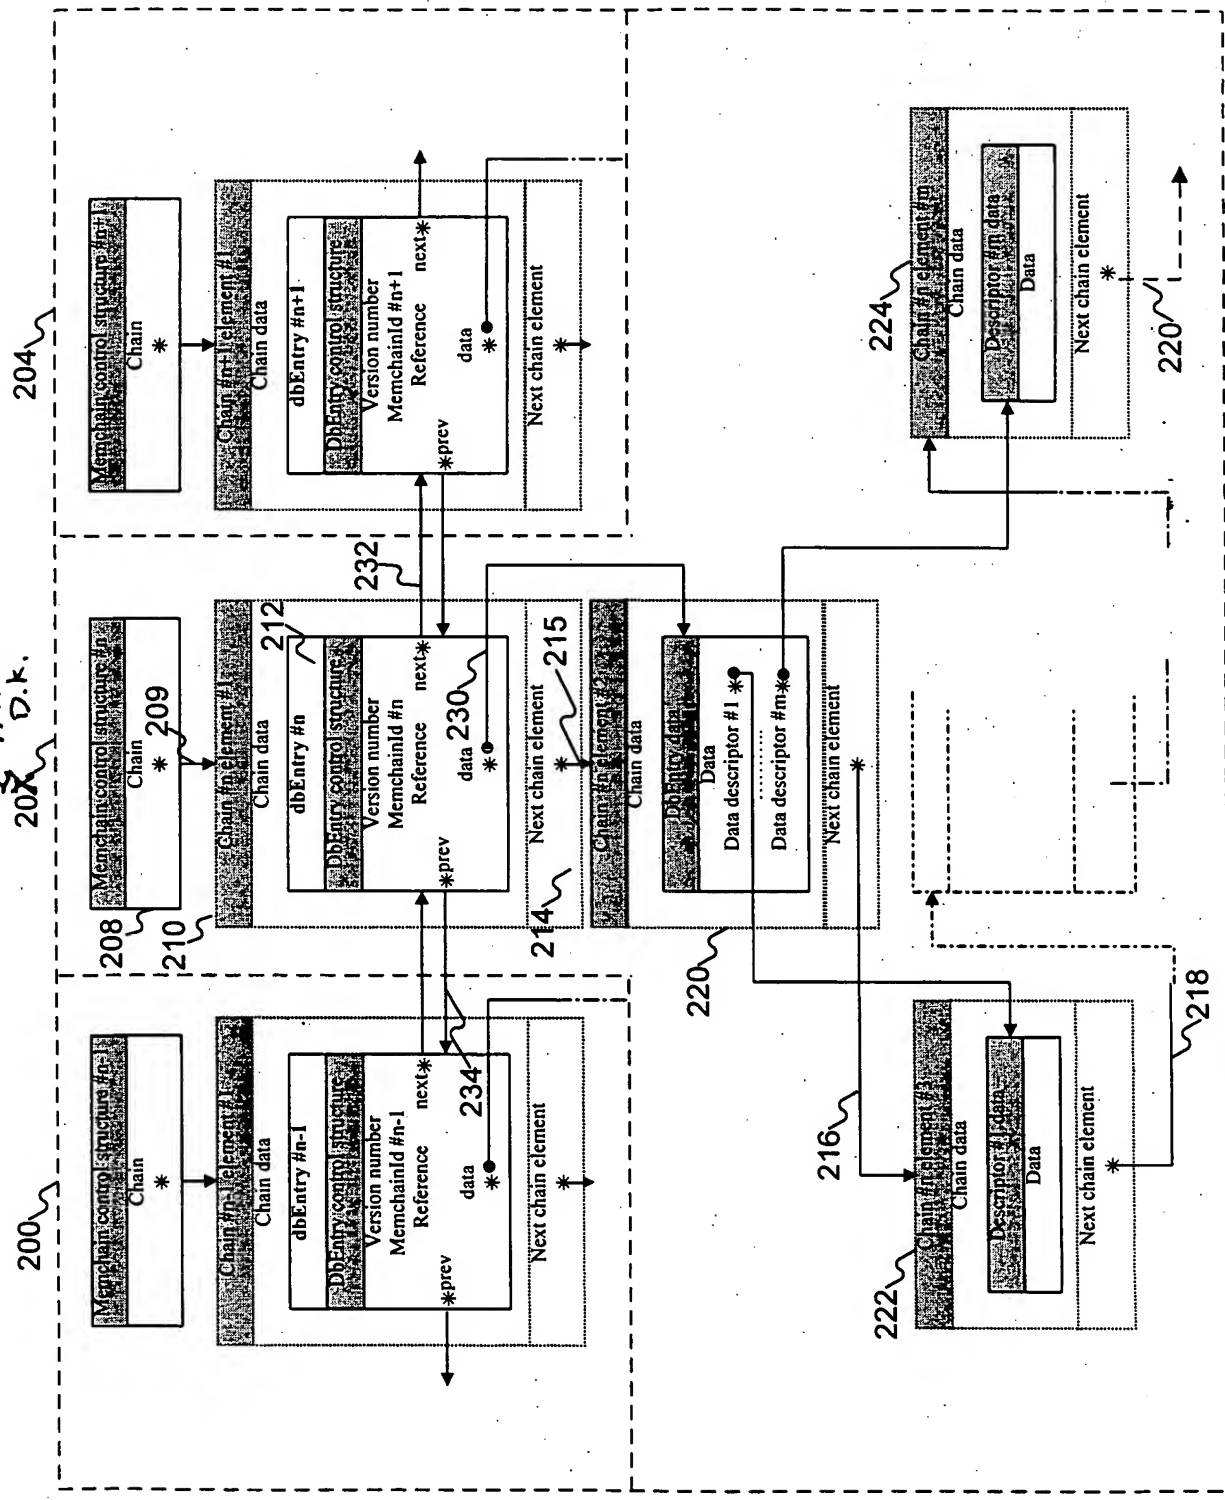 200
Memchain control structure #n-1
Chain
*
Chain #n-1 element #1
Chain data
dbEntry #n-1
DbEntry control structure
Version number
MemchainId #n-1
Reference
*prev
next*
data
*
Next chain element
*
D.K.
208
Memchain control structure #n
Chain
*
209
210
Chain #n element #1
Chain data
212
dbEntry #n
DbEntry control structure
Version number
MemchainId #n
Reference
*prev
next*
data
*
230
232
234
Next chain element
*
214
215
204
Memchain control structure #n+1
Chain
*
Chain #n+1 element #1
Chain data
dbEntry #n+1
DbEntry control structure
Version number
MemchainId #n+1
Reference
*prev
next*
data
*
Next chain element
*
Chain #n element #2
Chain data
DbEntry data
Data
Data descriptor #1 *
........
Data descriptor #m *
Next chain element
*
220
216
222
Chain #n element #3
Chain data
Descriptor #1 data
Data
Next chain element
*
218
224
Chain #n element #m
Chain data
Descriptor #m data
Data
Next chain element
*
220